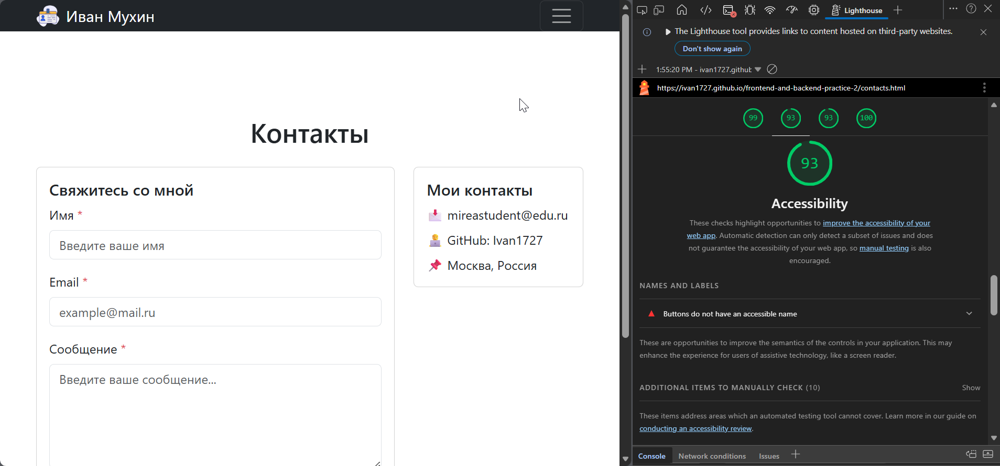 Иван Мухин
Контакты
Свяжитесь со мной
Имя *
Введите ваше имя
Email *
example@mail.ru
Сообщение *
Введите ваше сообщение...
Мои контакты
mireastudent@edu.ru
GitHub: Ivan1727
Москва, Россия
Lighthouse
The Lighthouse tool provides links to content hosted on third-party websites.
Don't show again
1:55:20 PM - ivan1727.github
https://ivan1727.github.io/frontend-and-backend-practice-2/contacts.html
99 93 93 100
93
Accessibility
These checks highlight opportunities to improve the accessibility of your
web app. Automatic detection can only detect a subset of issues and does
not guarantee the accessibility of your web app, so manual testing is also
encouraged.
NAMES AND LABELS
Buttons do not have an accessible name
These are opportunities to improve the semantics of the controls in your application. This may
enhance the experience for users of assistive technology, like a screen reader.
ADDITIONAL ITEMS TO MANUALLY CHECK (10) Show
These items address areas which an automated testing tool cannot cover. Learn more in our guide on
conducting an accessibility review.
Console Network conditions Issues